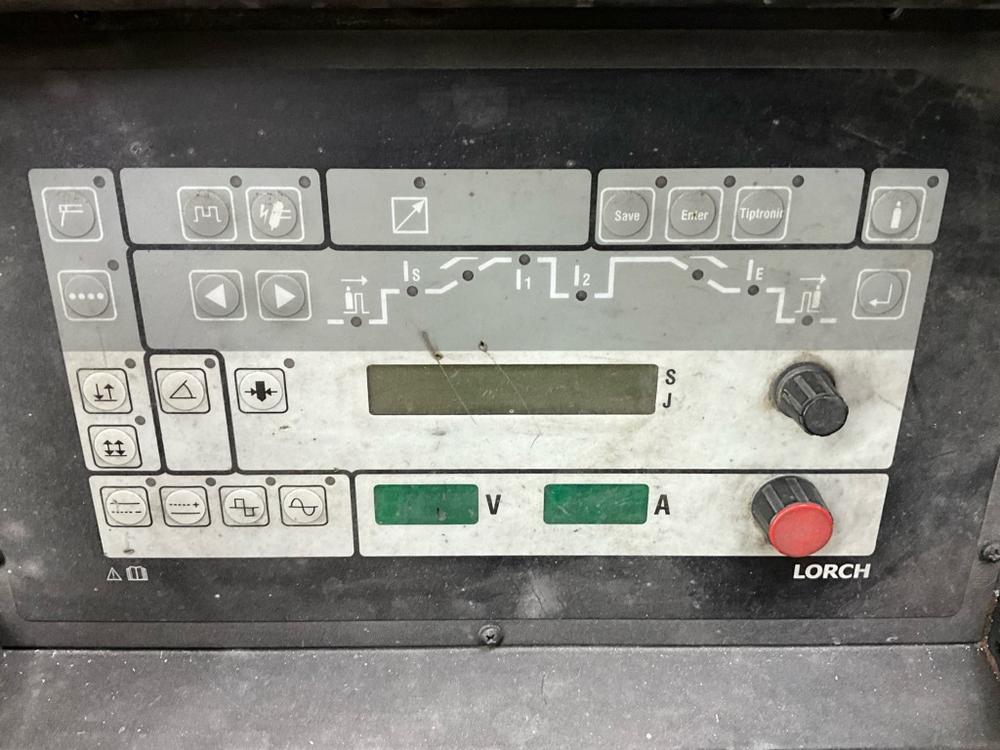 Save Enter Tiptronic
IS I1 I2 IE
S
J
V A
LORCH